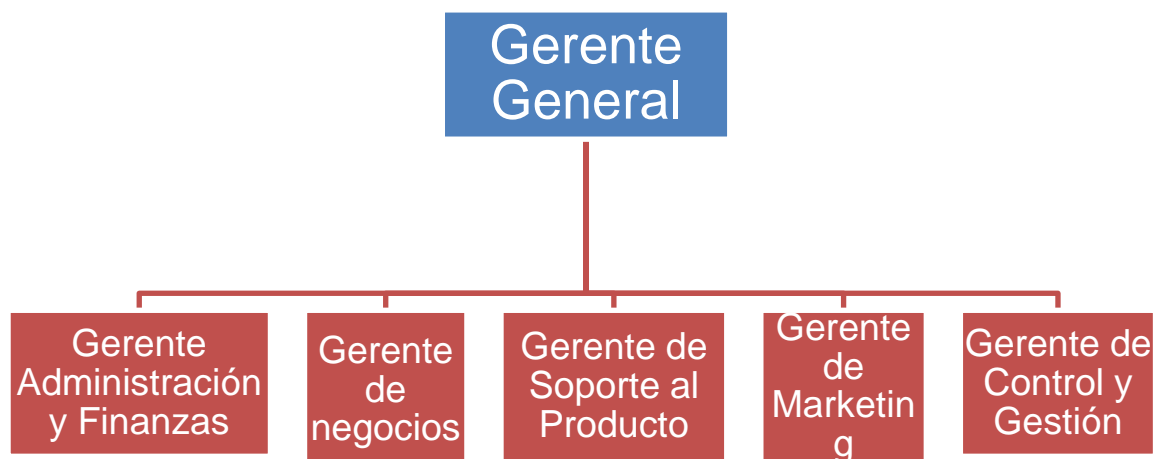 Gerente
General
Gerente
Administración
y Finanzas
Gerente
de
negocios
Gerente de
Soporte al
Producto
Gerente
de
Marketin
g
Gerente de
Control y
Gestión